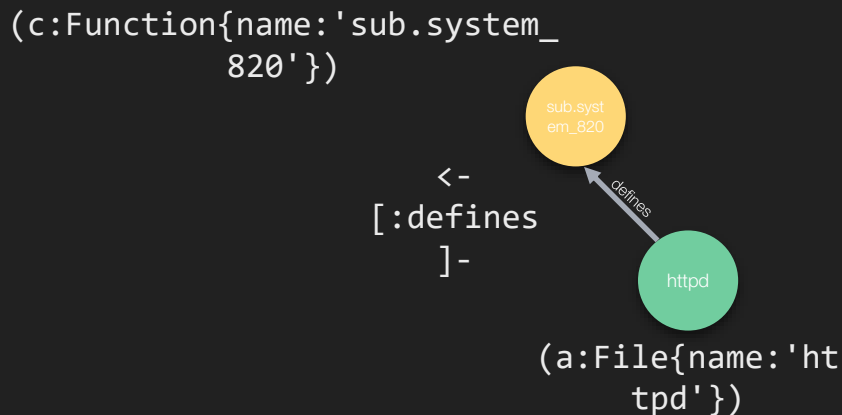 (c:Function{name:'sub.system_
820'})
sub.syst
em_820
<-
[:defines
]-
defines
httpd
(a:File{name:'ht
tpd'})